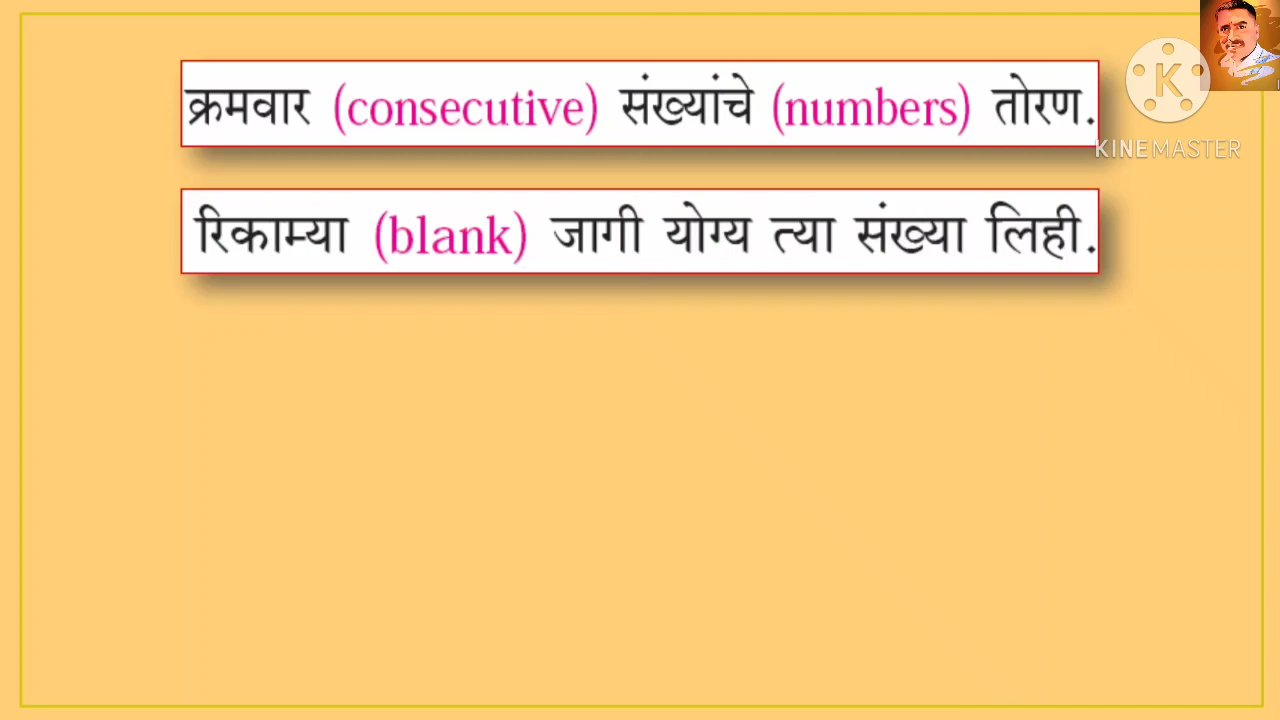 क्रमवार (consecutive) संख्यांचे (numbers) तोरण.
KINEMASTER
रिकाम्या (blank) जागी योग्य त्या संख्या लिही.